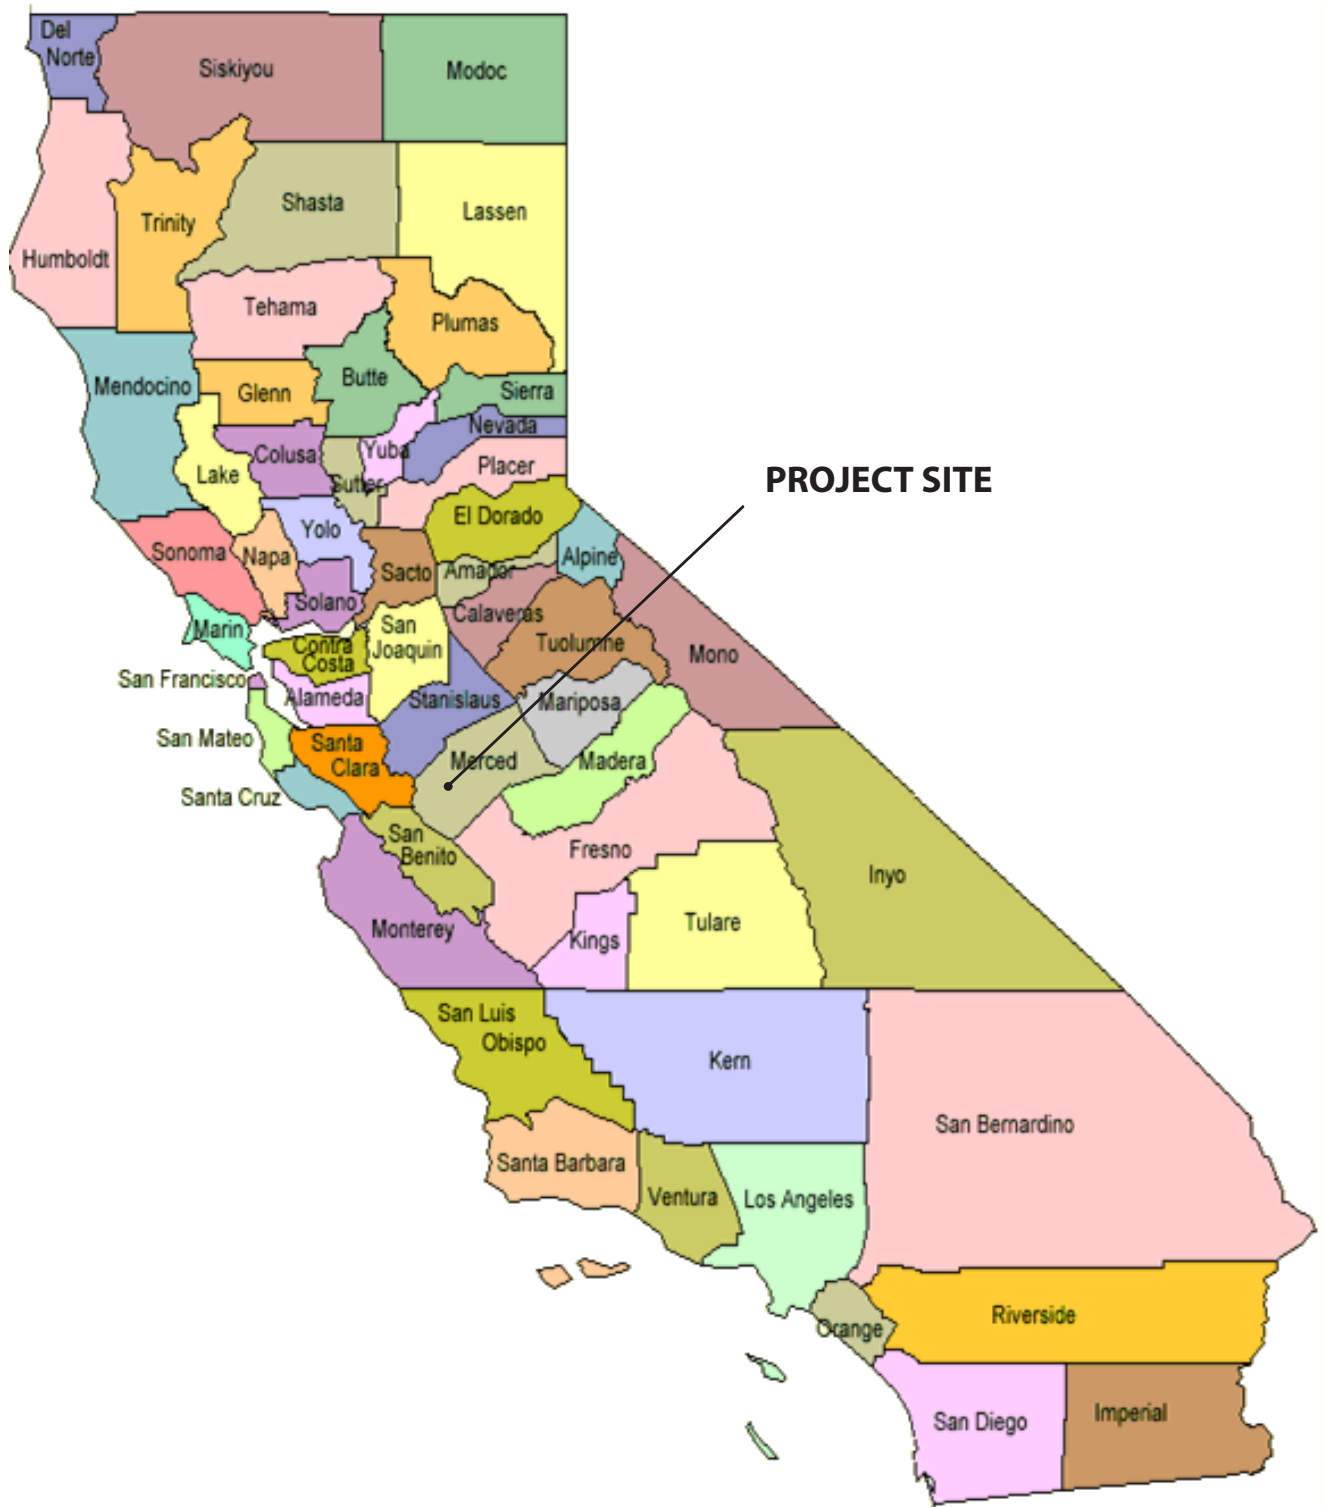 Del
Norte
Siskiyou
Modoc
Shasta
Lassen
Trinity
Humboldt
Tehama
Plumas
Mendocino
Glenn
Butte
Sierra
Nevada
Colusa
Yuba
Lake
Placer
Sutter
PROJECT SITE
El Dorado
Yolo
Sonoma
Napa
Sacto
Amador
Alpine
Solano
Calaveras
Marin
San
Joaquin
Tuolumne
Contra
Costa
Mono
San Francisco
Alameda
Stanislaus
Mariposa
San Mateo
Santa
Clara
Merced
Madera
Santa Cruz
San
Benito
Fresno
Inyo
Monterey
Kings
Tulare
San Luis
Obispo
Kern
San Bernardino
Santa Barbara
Ventura
Los Angeles
Orange
Riverside
San Diego
Imperial